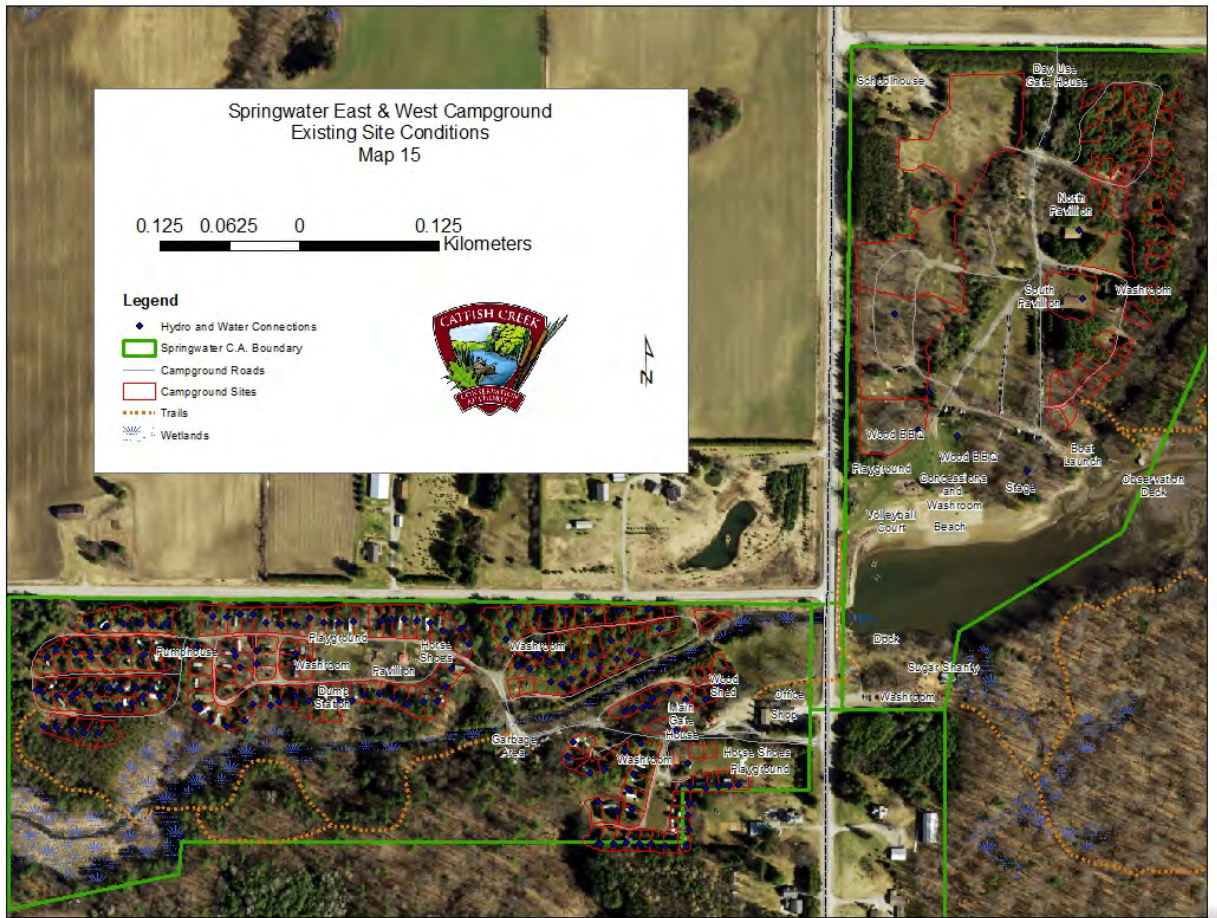 Springwater East & West Campground
Existing Site Conditions
Map 15
0.125 0.0625 0 0.125
Kilometers
Legend
Hydro and Water Connections
Springwater C.A. Boundary
Campground Roads
Campground Sites
Trails
Wetlands
CATFISH CREEK
CONSERVATION
AUTHORITY
N
Schoolhouse
Day Use
Gate House
North
Pavillion
South
Pavillion
Washroom
Wood BBQ
Wood BBQ
Playground
Concessions
and
Washroom
Stage
Boat
Launch
Observation
Deck
Volleyball
Court
Beach
Dock
Sugar Shanty
Washroom
Pumphouse
Playground
Washroom
Pavillion
Horse
Shoes
Dump
Station
Washroom
Garbage
Area
Wood
Shed
Main
Gate
House
Office
Shop
Washroom
Horse Shoes
Playground